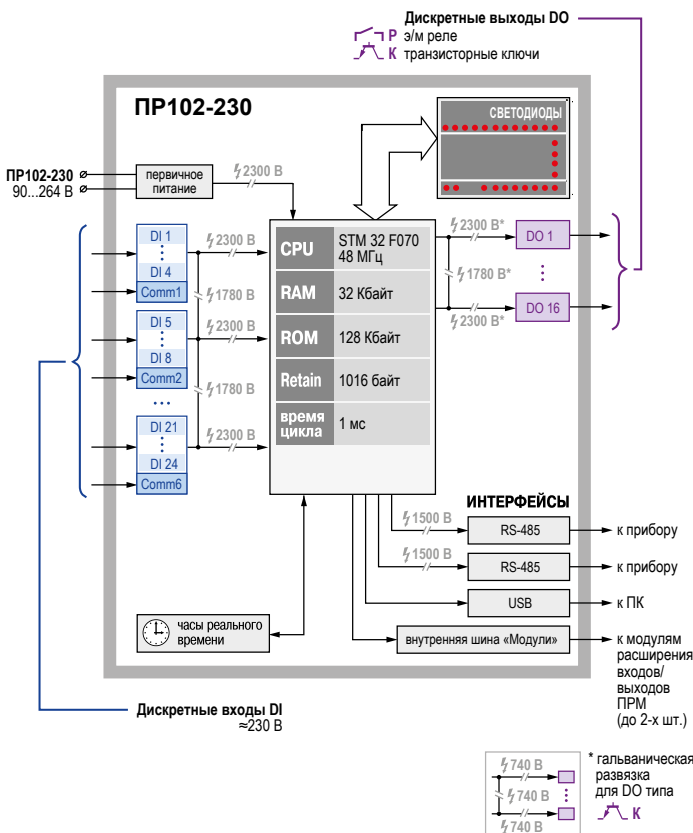 Дискретные выходы DO
Р э/м реле
К транзисторные ключи
ПР102-230
СВЕТОДИОДЫ
ПР102-230
90...264 В
первичное
питание
2300 В
DI 1
DI 4
Comm1
2300 В
1780 В
DI 5
DI 8
Comm2
2300 В
1780 В
...
DI 21
DI 24
Comm6
2300 В
CPU STM 32 F070
48 МГц
RAM 32 Кбайт
ROM 128 Кбайт
Retain 1016 байт
время
цикла 1 мс
2300 В*
DO 1
1780 В*
DO 16
2300 В*
ИНТЕРФЕЙСЫ
1500 В
RS-485 к прибору
1500 В
RS-485 к прибору
USB к ПК
внутренняя шина «Модули» к модулям
расширения
входов/
выходов
ПРМ
(до 2-х шт.)
часы реального
времени
Дискретные входы DI
≈230 В
740 В
740 В
740 В
* гальваническая
развязка
для DO типа
К